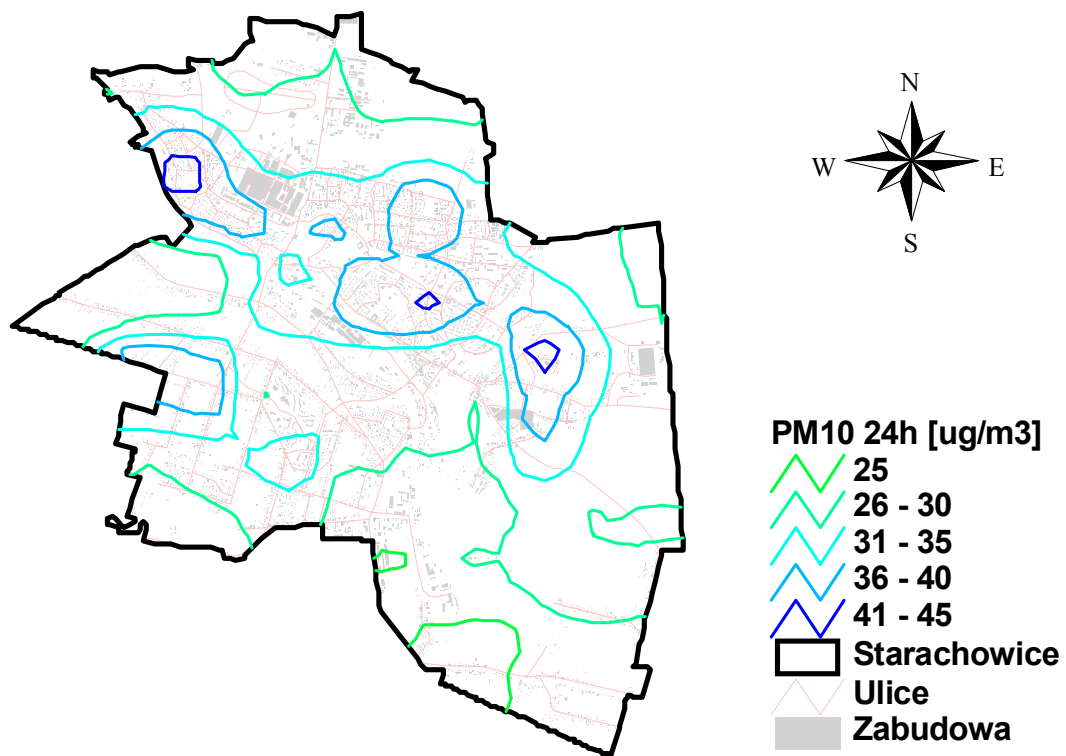 N
W E
S
PM10 24h [ug/m3]
25
26 - 30
31 - 35
36 - 40
41 - 45
Starachowice
Ulice
Zabudowa